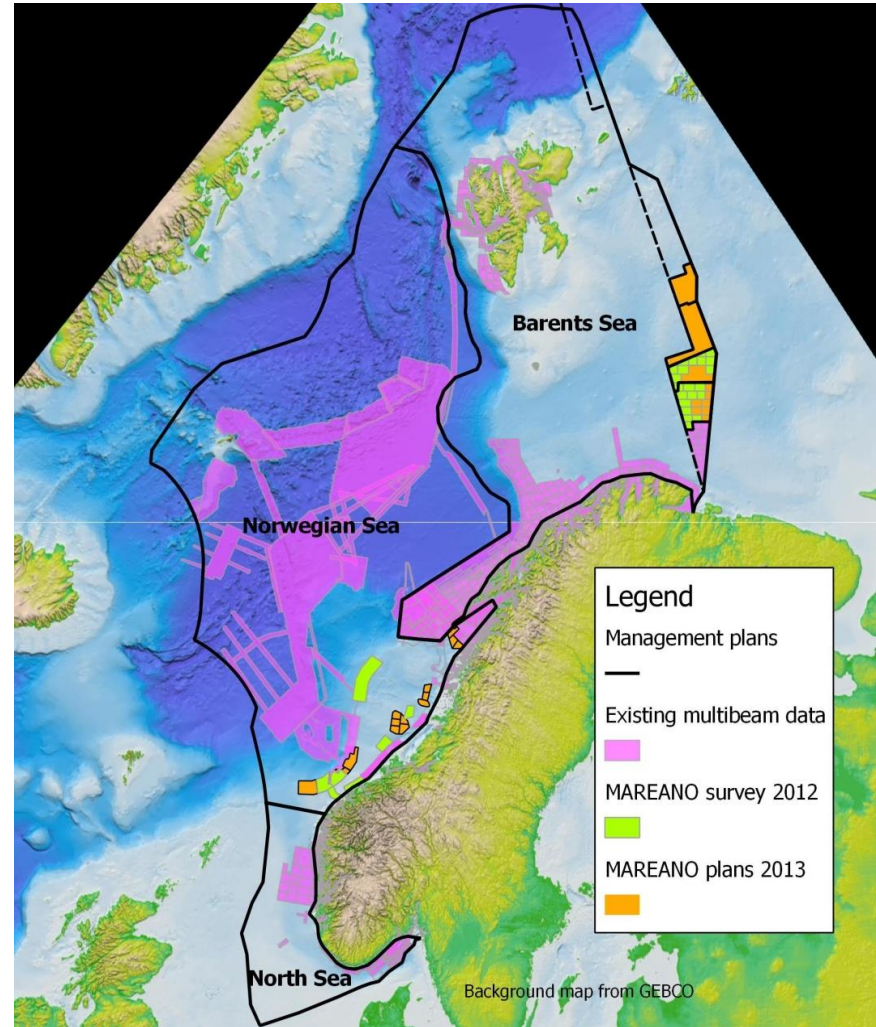 Barents Sea
Norwegian Sea
Legend
Management plans
Existing multibeam data
MAREANO survey 2012
MAREANO plans 2013
North Sea
Background map from GEBCO